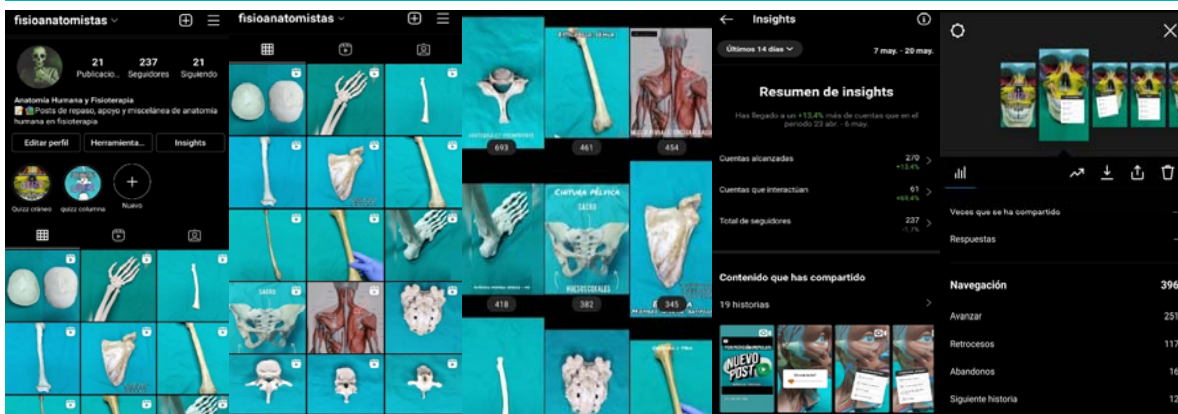 fisioanatomistas
21 237 21
Publicacio... Seguidores Siguiendo
Anatomía Humana y Fisioterapia
Posts de repaso, apoyo y miscelánea de anatomía
humana en fisioterapia
Editar perfil Herramienta... Insights
Quizz cráneo quizz columna Nuevo
fisioanatomistas
SACRO
693
461
454
418
CINTURA PÉLVICA
SACRO
HUESOS COXALES
382
345
Insights
Últimos 14 días 7 may. - 20 may.
Resumen de insights
Has llegado a un +13,4% más de cuentas que en el
periodo 23 abr. - 6 may.
Cuentas alcanzadas 270
+13,4%
Cuentas que interactúan 61
+69,4%
Total de seguidores 237
-1,7%
Contenido que has compartido
19 historias
NUEVO
POST
Veces que se ha compartido --
Respuestas --
Navegación 396
Avanzar 251
Retrocesos 117
Abandonos 16
Siguiente historia 12